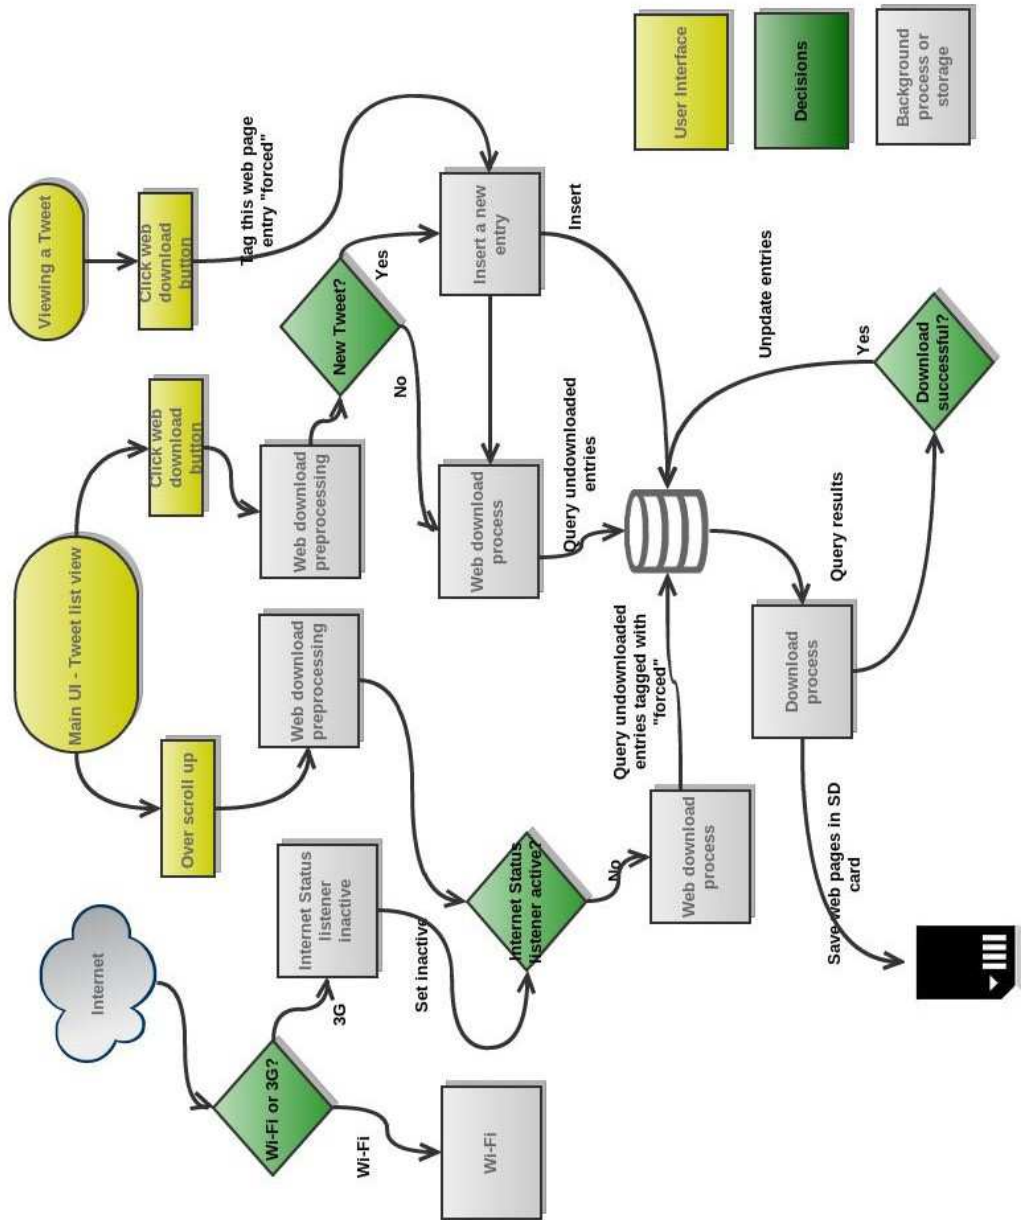 Internet
Wi-Fi or 3G?
3G
Wi-Fi
Wi-Fi
Internet Status
listener
inactive
Set inactive
Main UI - Tweet list view
Over scroll up
Web download
preprocessing
Internet Status
listener active?
No
Web download
process
Query undownloaded
entries tagged with
"forced"
Click web
download
button
Web download
preprocessing
New Tweet?
Yes
No
Web download
process
Query undownloaded
entries
Viewing a Tweet
Click web
download
button
Tag this web page
entry "forced"
Insert a new
entry
Insert
Query results
Download
process
Save web pages in SD
card
Download
successful?
Yes
Unpdate entries
User Interface
Decisions
Background
process or
storage